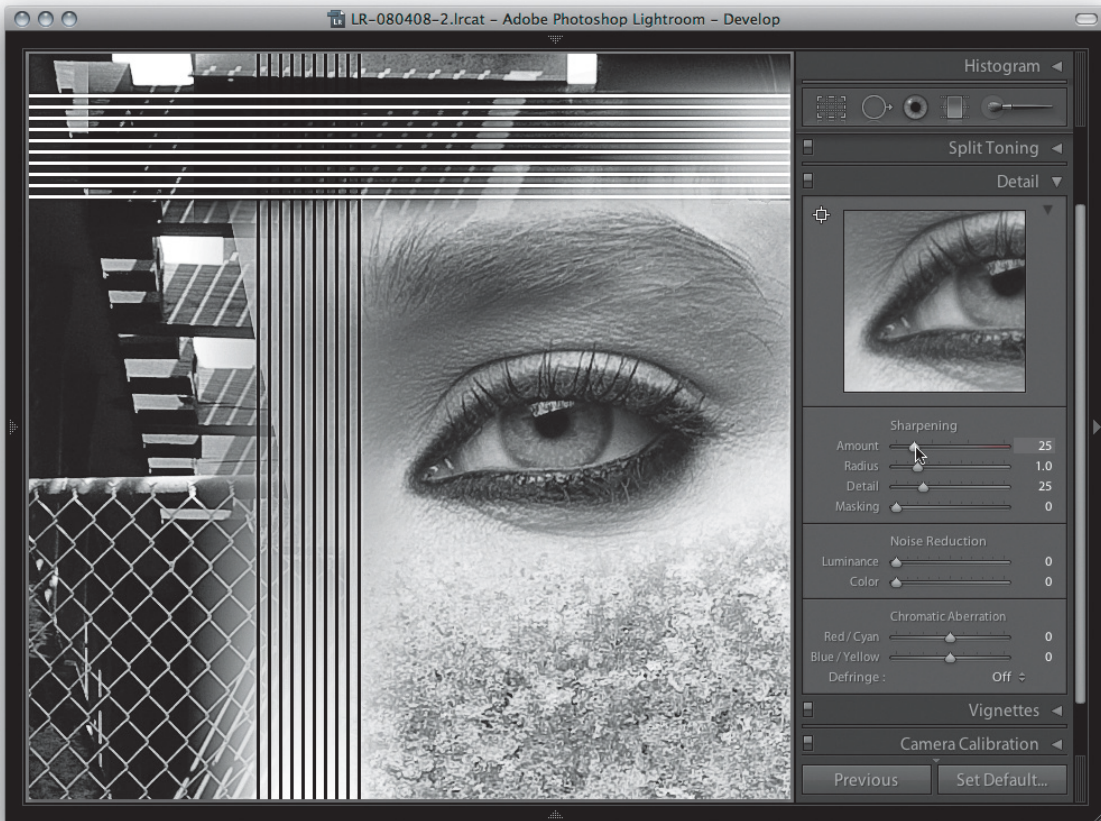 LR-080408-2.lrcat – Adobe Photoshop Lightroom – Develop
Histogram
Split Toning
Detail
Sharpening
Amount 25
Radius 1.0
Detail 25
Masking 0
Noise Reduction
Luminance 0
Color 0
Chromatic Aberration
Red / Cyan 0
Blue / Yellow 0
Defringe : Off
Vignettes
Camera Calibration
Previous Set Default...